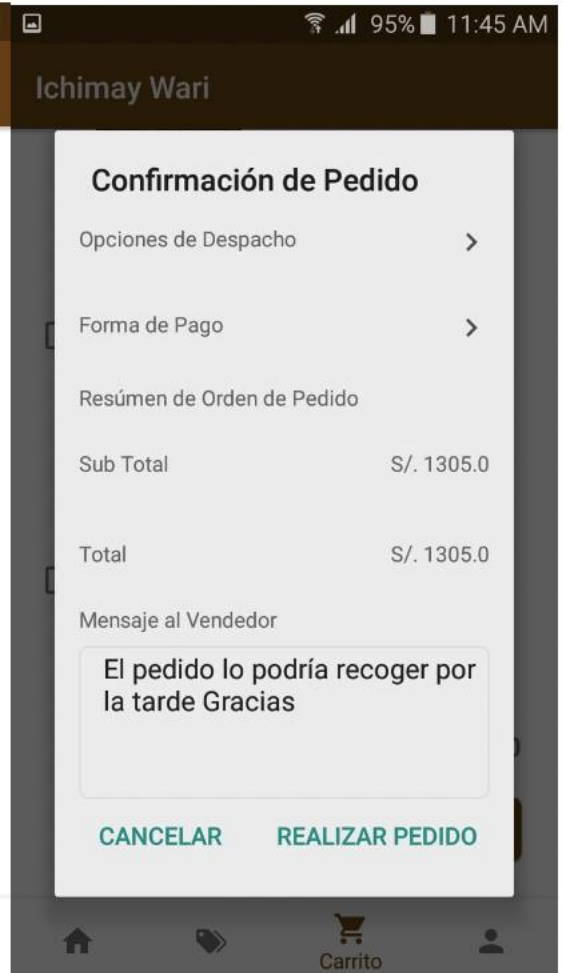 95% 11:45 AM
Ichimay Wari
Confirmación de Pedido
Opciones de Despacho
Forma de Pago
Resúmen de Orden de Pedido
Sub Total S/. 1305.0
Total S/. 1305.0
Mensaje al Vendedor
El pedido lo podría recoger por
la tarde Gracias
CANCELAR REALIZAR PEDIDO
Carrito